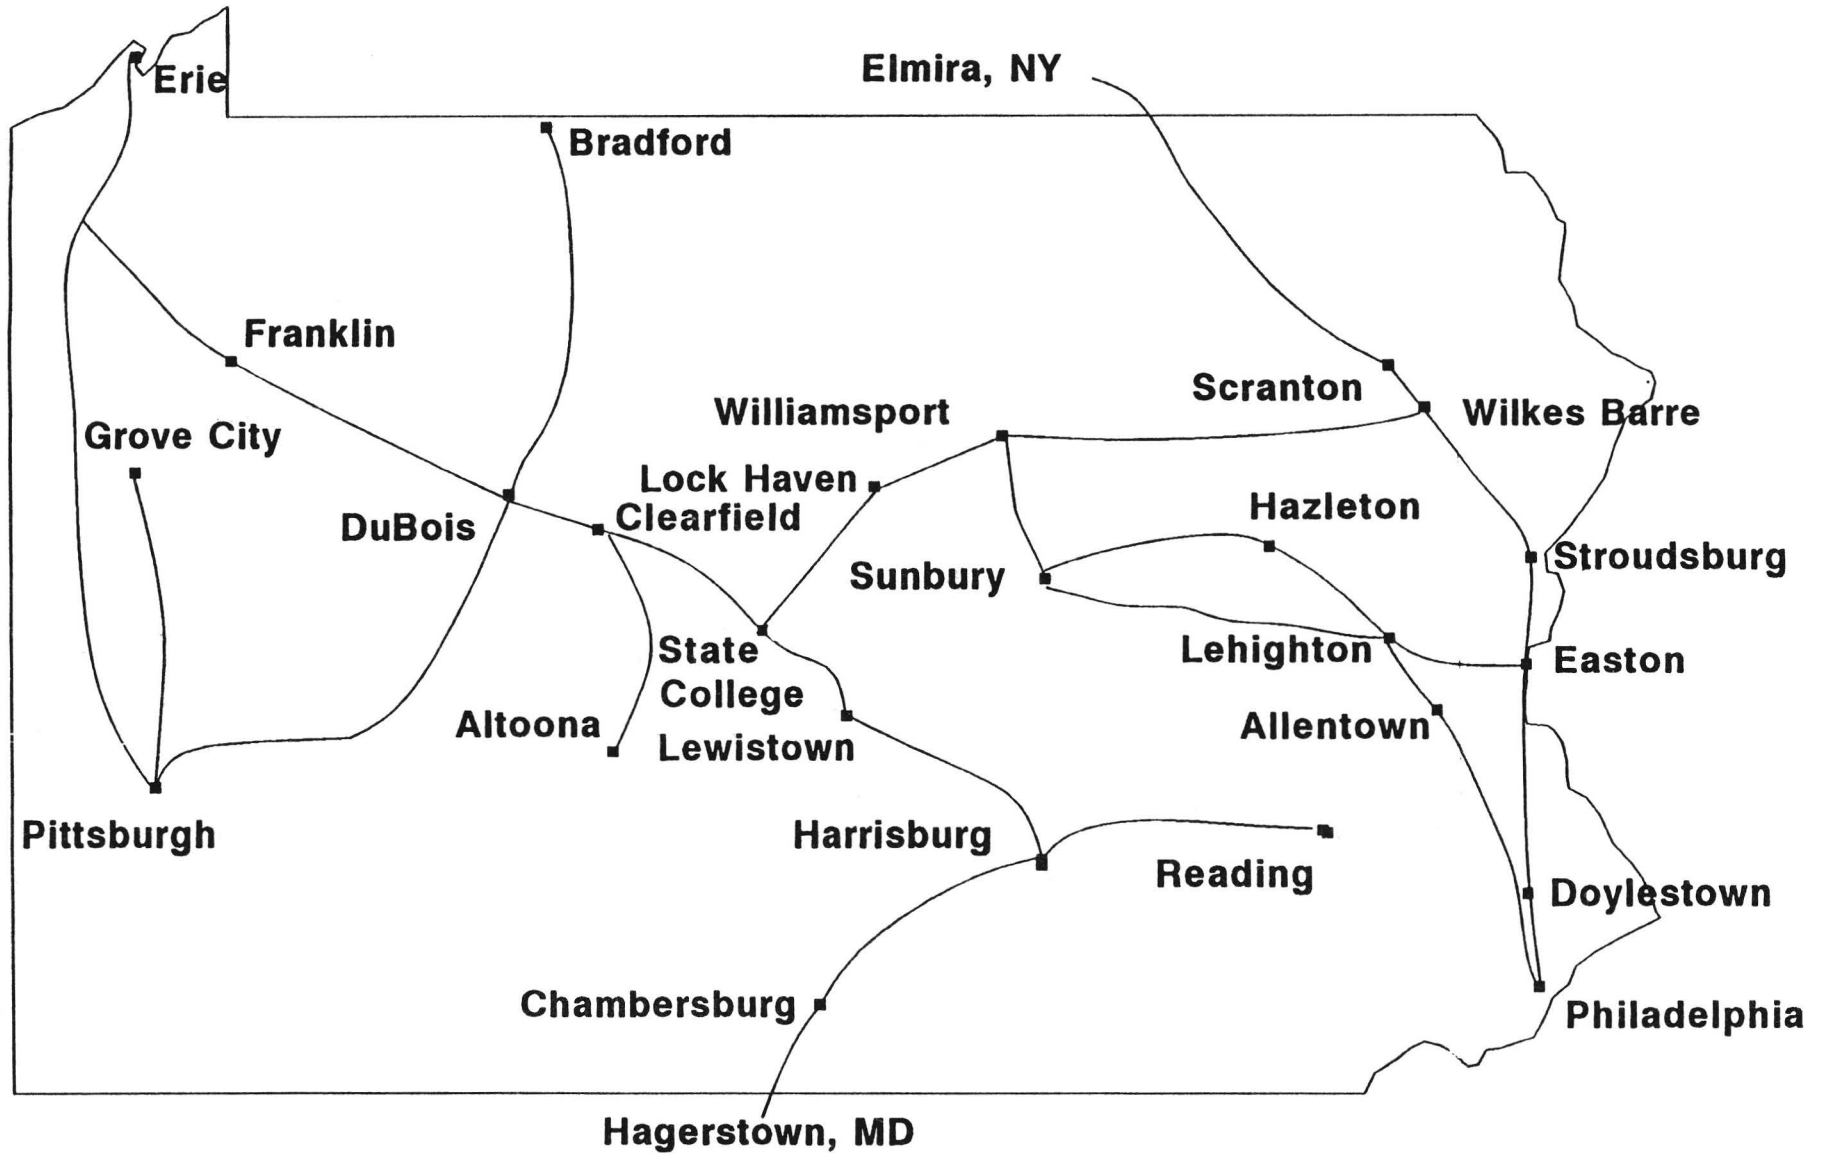 Elmira, NY
Erie
Bradford
Franklin
Scranton
Williamsport
Wilkes Barre
Grove City
Lock Haven
Hazleton
Clearfield
DuBois
Stroudsburg
Sunbury
State
College
Lehighton
Easton
Altoona
Allentown
Lewistown
Pittsburgh
Harrisburg
Reading
Doylestown
Chambersburg
Philadelphia
Hagerstown, MD